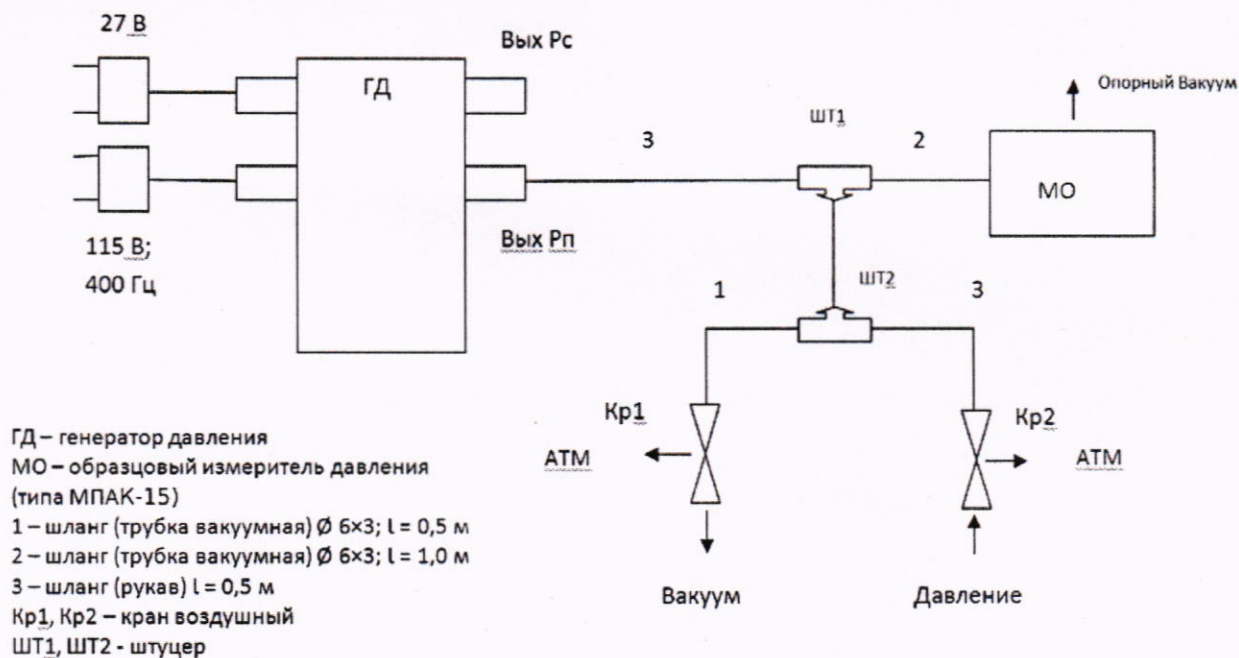 27 В
Вых Рс
ГД
Опорный Вакуум
ШТ1
3
2
МО
115 В;
400 Гц
Вых Рп
ШТ2
1
3
Кр1
Кр2
АТМ
АТМ
Вакуум
Давление
ГД – генератор давления
МО – образцовый измеритель давления
(типа МПАК-15)
1 – шланг (трубка вакуумная) Ø 6×3; l = 0,5 м
2 – шланг (трубка вакуумная) Ø 6×3; l = 1,0 м
3 – шланг (рукав) l = 0,5 м
Кр1, Кр2 – кран воздушный
ШТ1, ШТ2 - штуцер